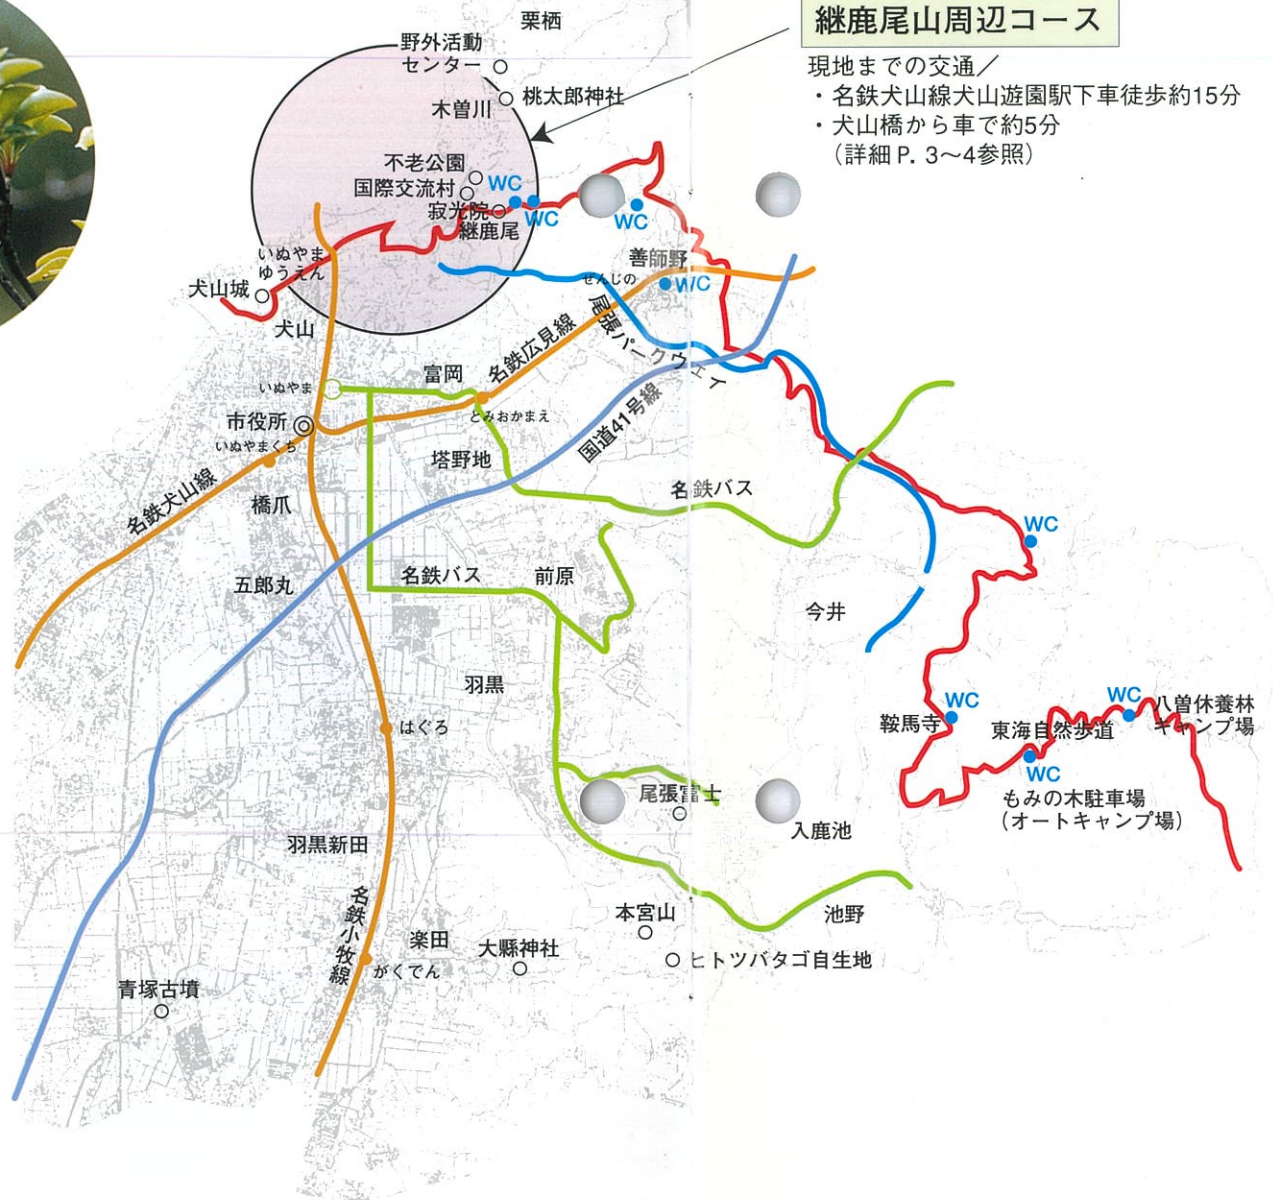 継鹿尾山周辺コース
現地までの交通／
・名鉄犬山線犬山遊園駅下車徒歩約15分
・犬山橋から車で約5分
（詳細P. 3〜4参照）
栗栖
野外活動
センター
桃太郎神社
木曽川
不老公園
国際交流村
寂光院
継鹿尾
WC
WC
WC
いぬやま
ゆうえん
犬山城
犬山
善師野
ぜんじの
WC
尾張パークウェイ
名鉄広見線
富岡
いぬやま
とみおかまえ
市役所
いぬやまぐち
国道41号線
塔野地
名鉄バス
名鉄犬山線
橋爪
WC
五郎丸
名鉄バス
前原
今井
羽黒
はぐろ
鞍馬寺
WC
東海自然歩道
WC
八曽休養林
キャンプ場
WC
もみの木駐車場
（オートキャンプ場）
尾張富士
入鹿池
羽黒新田
名鉄小牧線
本宮山
池野
楽田
がくでん
大縣神社
ヒトツバタゴ自生地
青塚古墳